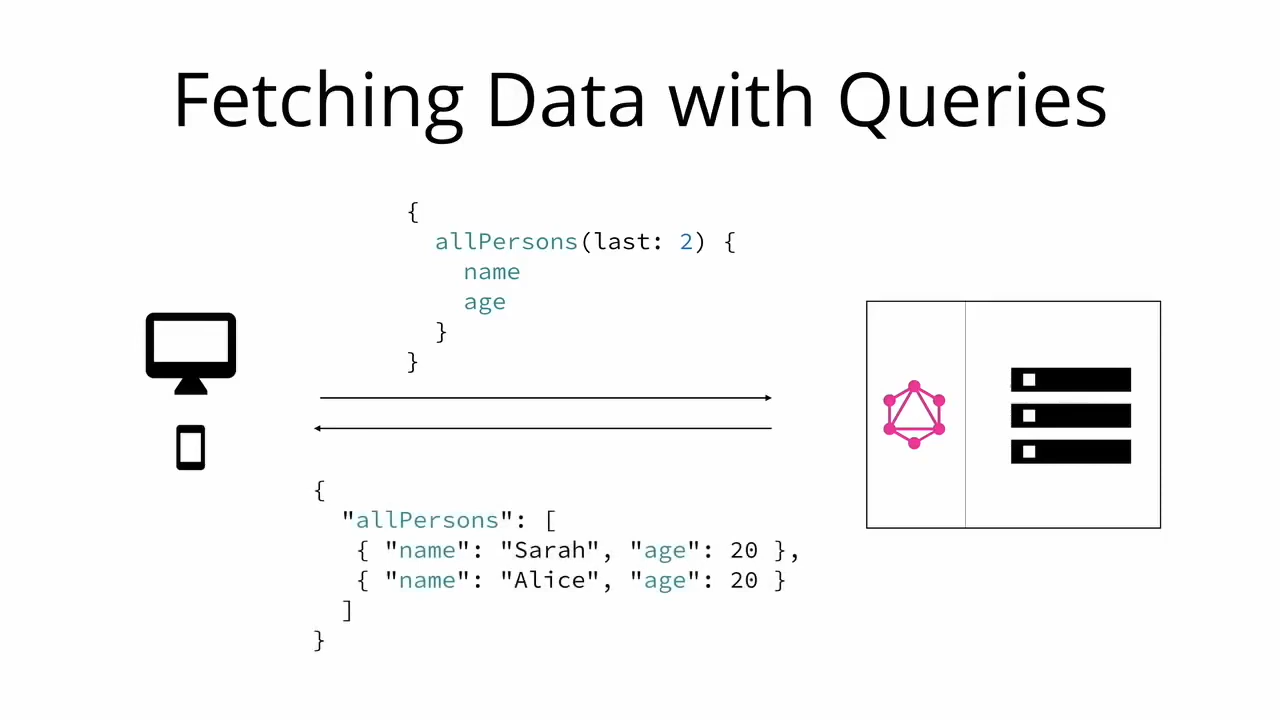 Fetching Data with Queries
{
  allPersons(last: 2) {
    name
    age
  }
}
{
  "allPersons": [
   { "name": "Sarah", "age": 20 },
   { "name": "Alice", "age": 20 }
  ]
}